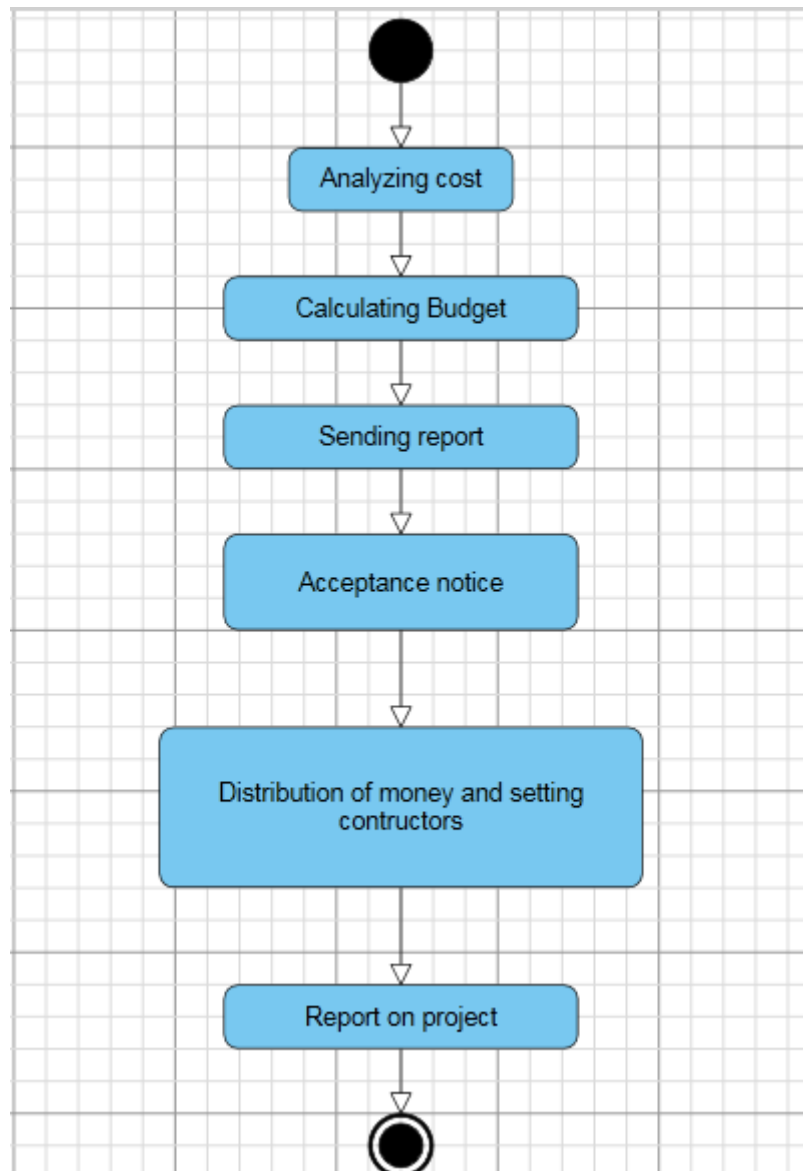 Analyzing cost
Calculating Budget
Sending report
Acceptance notice
Distribution of money and setting
contructors
Report on project